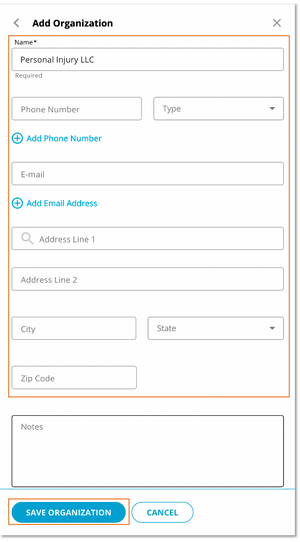 Add Organization
Name*
Personal Injury LLC
Required
Phone Number
Type
Add Phone Number
E-mail
Add Email Address
Address Line 1
Address Line 2
City
State
Zip Code
Notes
SAVE ORGANIZATION
CANCEL